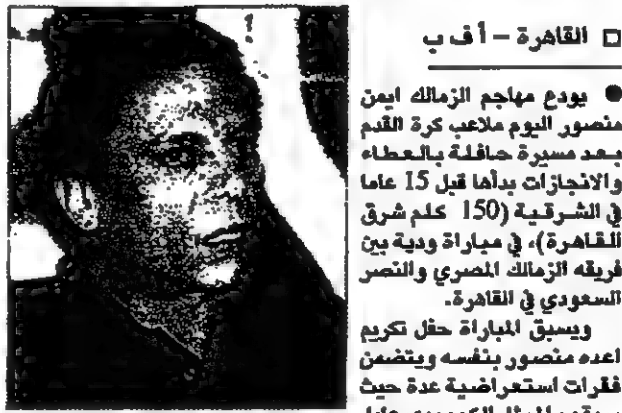 □ القاهرة – أ ف ب
● يودع مهاجم الزمالك ايمن
منصور اليوم ملاعب كرة القدم
بعد مسيرة حافلة بالعطاء
والانجازات بدأها قبل 15 عاما
في الشرقية (150 كلم شرق
القاهرة)، في مباراة ودية بين
فريقه الزمالك المصري والنصر
السعودي في القاهرة.
ويسبق المباراة حفل تكريم
اعده منصور بنفسه ويتضمن
فقرات استعراضية عدة حيث